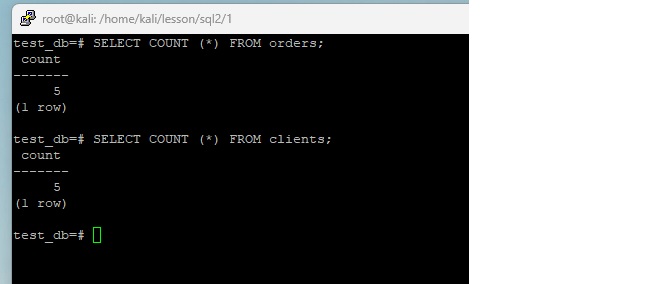 root@kali: /home/kali/lesson/sql2/1
test_db=# SELECT COUNT (*) FROM orders;
count
-------
5
(1 row)
test_db=# SELECT COUNT (*) FROM clients;
count
-------
5
(1 row)
test_db=#